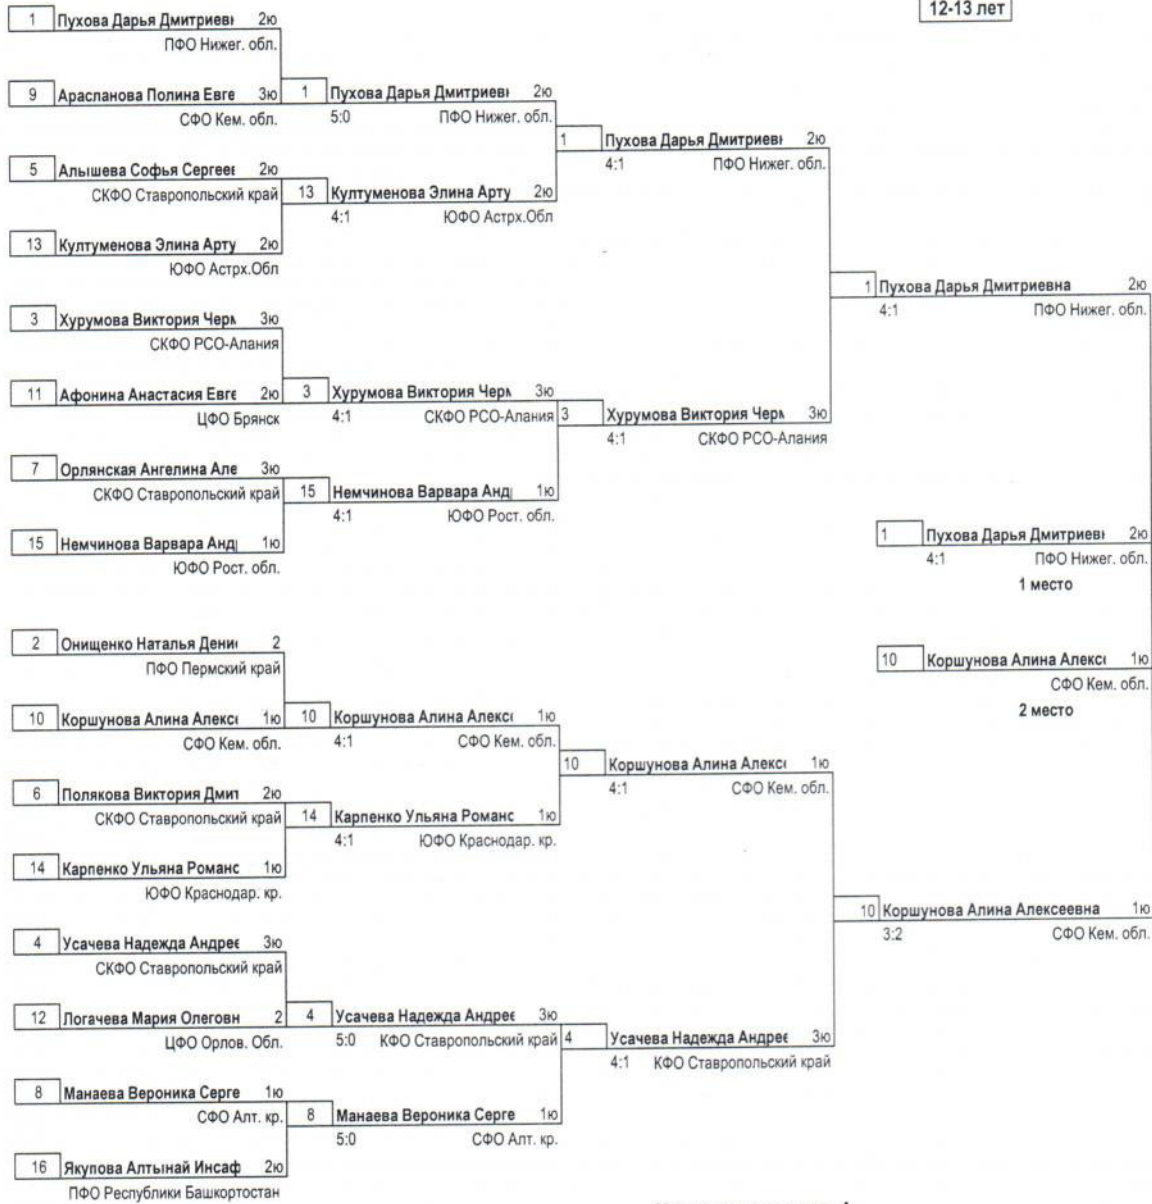 12-13 лет
1 Пухова Дарья Дмитриев 2ю
ПФО Нижег. обл.
9 Арасланова Полина Евге 3ю
СФО Кем. обл.
5 Алышева Софья Сергее 2ю
СКФО Ставропольский край
13 Култуменова Элина Арту 2ю
ЮФО Астрх.Обл
3 Хурумова Виктория Черм 3ю
СКФО РСО-Алания
11 Афонина Анастасия Евге 2ю
ЦФО Брянск
7 Орлянская Ангелина Але 3ю
СКФО Ставропольский край
15 Немчинова Варвара Анд 1ю
ЮФО Рост. обл.
2 Онищенко Наталья Дени 2
ПФО Пермский край
10 Коршунова Алина Алекс 1ю
СФО Кем. обл.
6 Полякова Виктория Дмит 2ю
СКФО Ставропольский край
14 Карпенко Ульяна Романс 1ю
ЮФО Краснодар. кр.
4 Усачева Надежда Андрее 3ю
СКФО Ставропольский край
12 Логачева Мария Олеговн 2
ЦФО Орлов. Обл.
8 Манаева Вероника Серге 1ю
СФО Алт. кр.
16 Якупова Алтынай Инсаф 2ю
ПФО Республики Башкортостан
1 Пухова Дарья Дмитриев 2ю
5:0 ПФО Нижег. обл.
13 Култуменова Элина Арту 2ю
4:1 ЮФО Астрх.Обл
3 Хурумова Виктория Черм 3ю
4:1 СКФО РСО-Алания
15 Немчинова Варвара Анд 1ю
4:1 ЮФО Рост. обл.
10 Коршунова Алина Алекс 1ю
4:1 СФО Кем. обл.
14 Карпенко Ульяна Романс 1ю
4:1 ЮФО Краснодар. кр.
4 Усачева Надежда Андрее 3ю
5:0 КФО Ставропольский край
8 Манаева Вероника Серге 1ю
5:0 СФО Алт. кр.
1 Пухова Дарья Дмитриев 2ю
4:1 ПФО Нижег. обл.
3 Хурумова Виктория Черм 3ю
4:1 СКФО РСО-Алания
10 Коршунова Алина Алекс 1ю
4:1 СФО Кем. обл.
4 Усачева Надежда Андрее 3ю
4:1 КФО Ставропольский край
1 Пухова Дарья Дмитриевна 2ю
4:1 ПФО Нижег. обл.
10 Коршунова Алина Алексеевна 1ю
3:2 СФО Кем. обл.
1 Пухова Дарья Дмитриев 2ю
4:1 ПФО Нижег. обл.
1 место
10 Коршунова Алина Алекс 1ю
СФО Кем. обл.
2 место